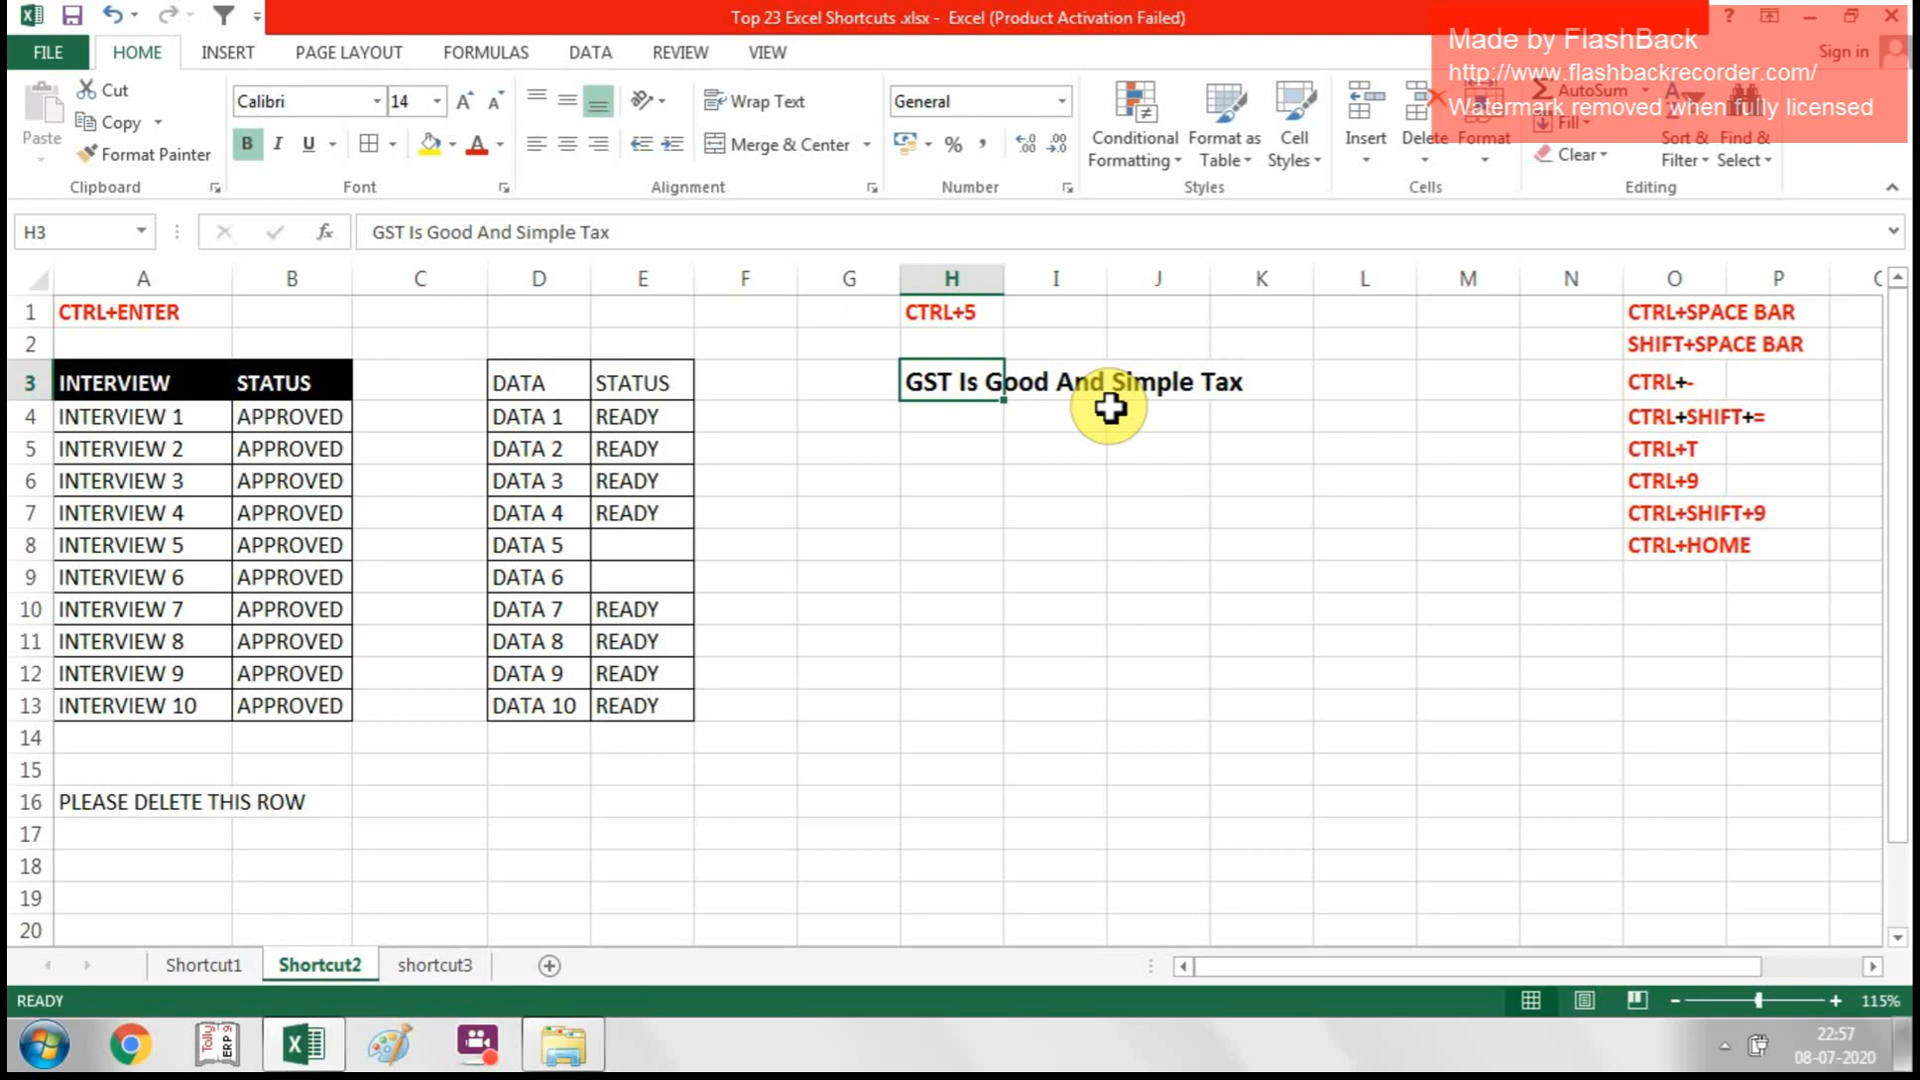 Top 23 Excel Shortcuts .xlsx - Excel (Product Activation Failed)
Made by FlashBack
http://www.flashbackrecorder.com/
Watermark removed when fully licensed
FILE HOME INSERT PAGE LAYOUT FORMULAS DATA REVIEW VIEW Sign in
Paste Cut Copy Format Painter Clipboard
Calibri 14 B I U Font
Wrap Text Merge & Center Alignment
General % , Number
Conditional Formatting Format as Table Cell Styles Styles
Insert Delete Format Cells
AutoSum Fill Clear Sort & Filter Find & Select Editing
H3 fx GST Is Good And Simple Tax
A B C D E F G H I J K L M N O P
1 CTRL+ENTER CTRL+5 CTRL+SPACE BAR
2 SHIFT+SPACE BAR
3 INTERVIEW STATUS DATA STATUS GST Is Good And Simple Tax CTRL+-
4 INTERVIEW 1 APPROVED DATA 1 READY CTRL+SHIFT+=
5 INTERVIEW 2 APPROVED DATA 2 READY CTRL+T
6 INTERVIEW 3 APPROVED DATA 3 READY CTRL+9
7 INTERVIEW 4 APPROVED DATA 4 READY CTRL+SHIFT+9
8 INTERVIEW 5 APPROVED DATA 5 CTRL+HOME
9 INTERVIEW 6 APPROVED DATA 6
10 INTERVIEW 7 APPROVED DATA 7 READY
11 INTERVIEW 8 APPROVED DATA 8 READY
12 INTERVIEW 9 APPROVED DATA 9 READY
13 INTERVIEW 10 APPROVED DATA 10 READY
14
15
16 PLEASE DELETE THIS ROW
17
18
19
20
Shortcut1 Shortcut2 shortcut3
READY 115%
Tally ERP 9
22:57
08-07-2020